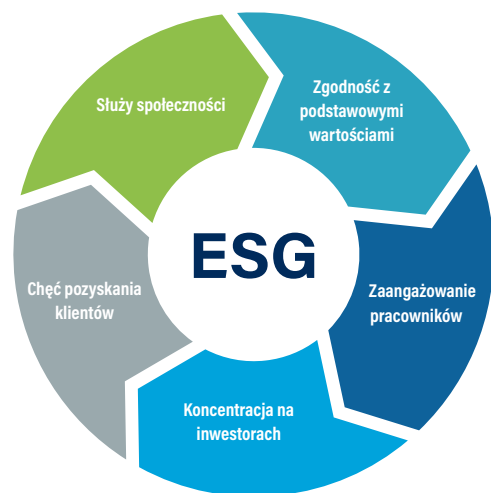 Służy społeczności
Zgodność z
podstawowymi
wartościami
Chęć pozyskania
klientów
ESG
Zaangażowanie
pracowników
Koncentracja na
inwestorach